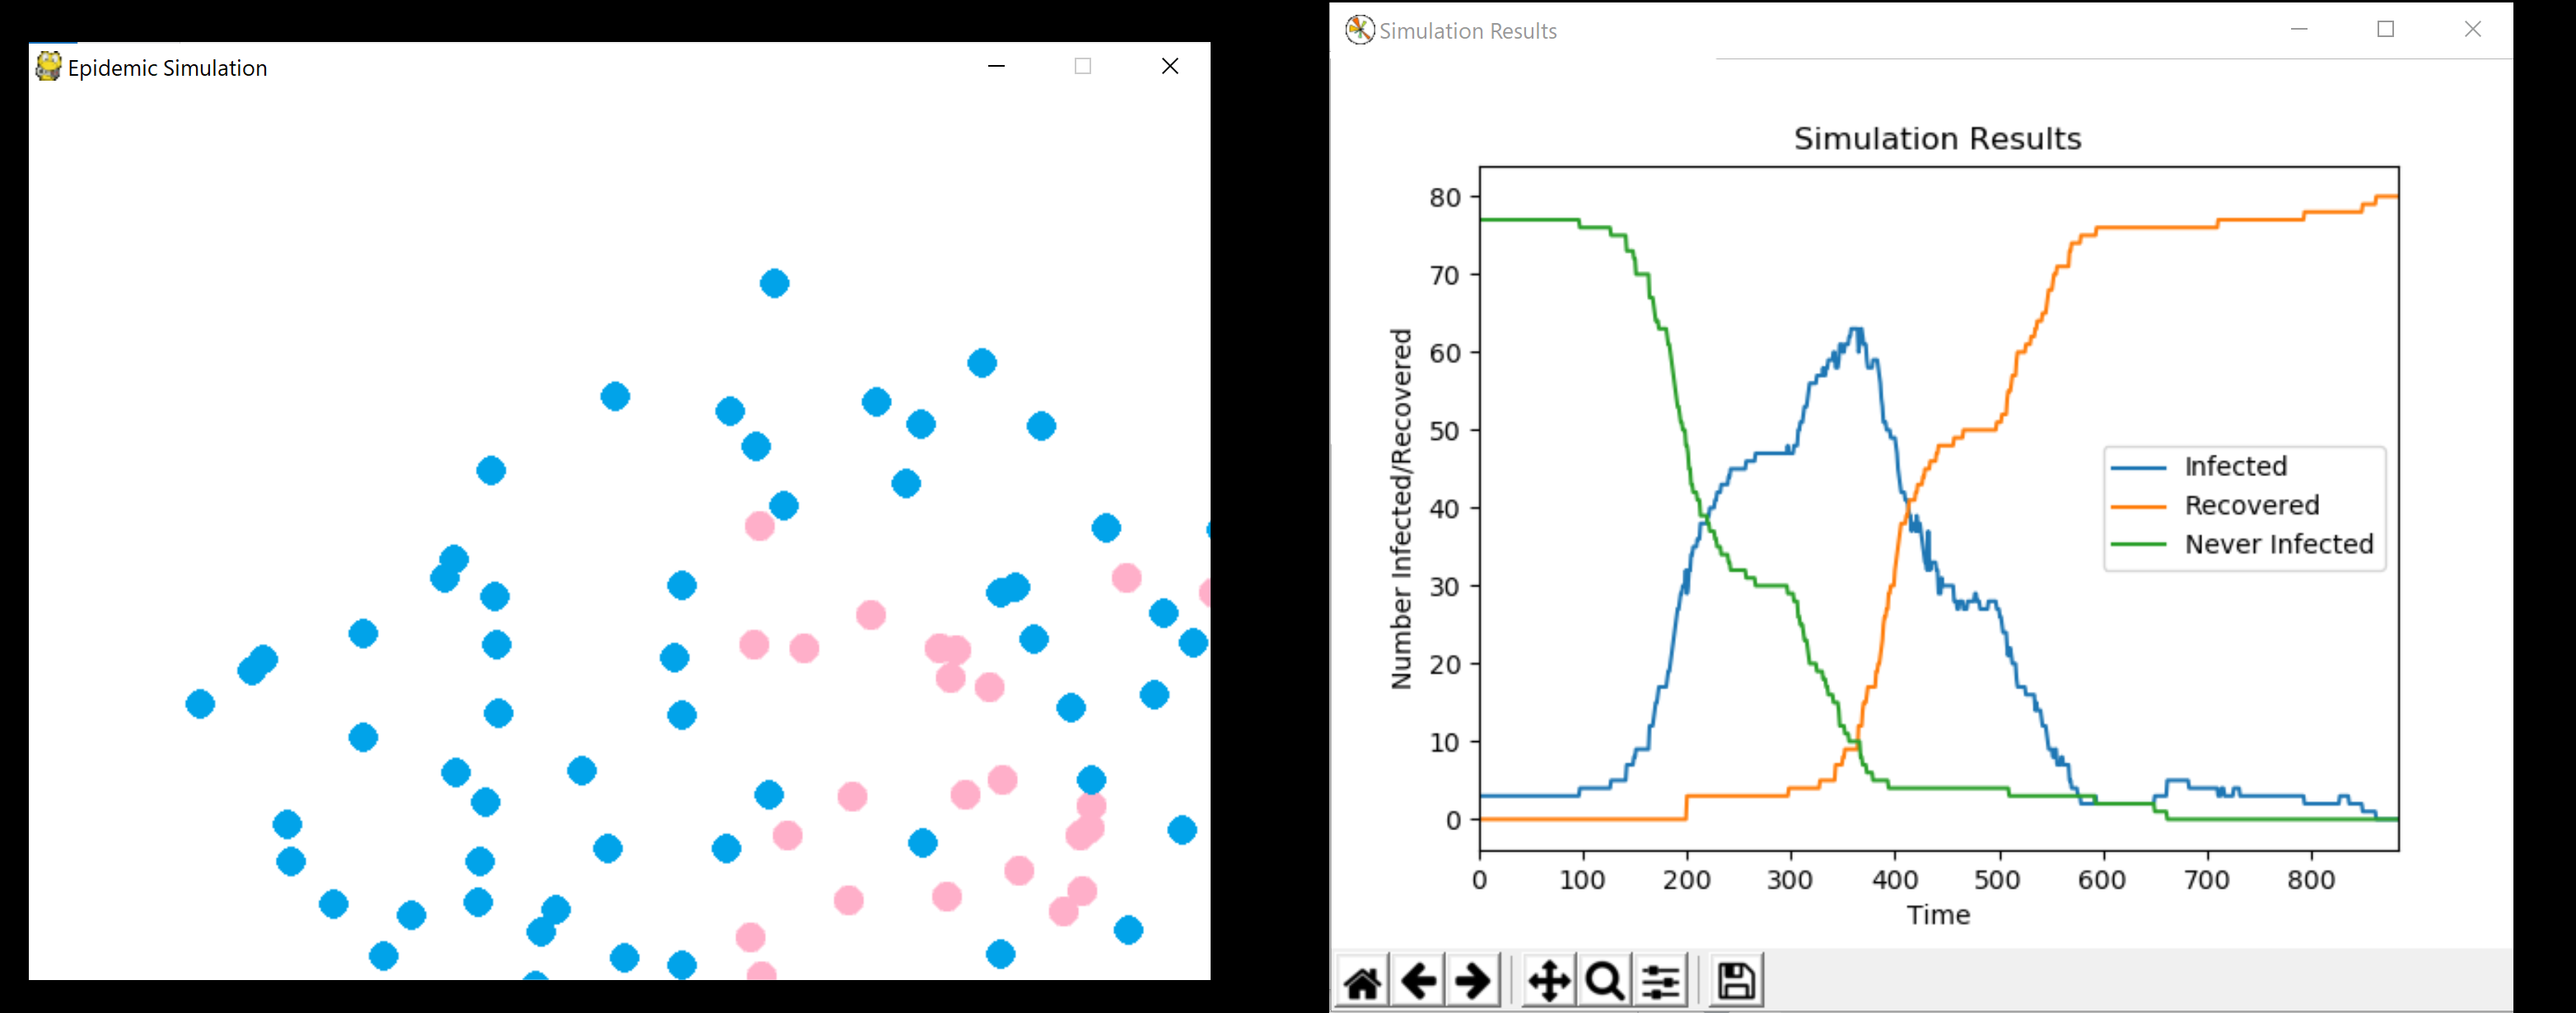 Epidemic Simulation
Simulation Results
Simulation Results
80
70
60
50
40
30
20
10
0
Number Infected/Recovered
Infected
Recovered
Never Infected
0 100 200 300 400 500 600 700 800
Time